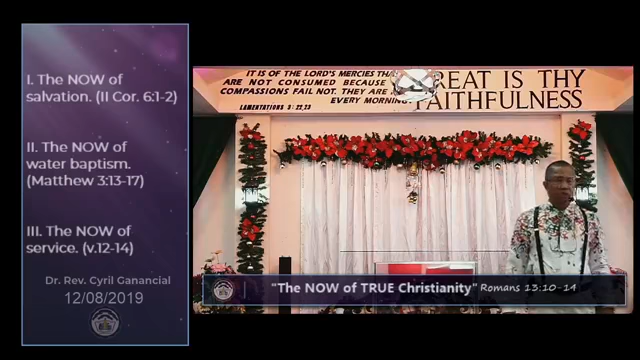 I. The NOW of
salvation. (II Cor. 6:1-2)
II. The NOW of
water baptism.
(Matthew 3:13-17)
III. The NOW of
service. (v.12-14)
Dr. Rev. Cyril Ganancial
12/08/2019
IT IS OF THE LORD'S MERCIES THA
ARE NOT CONSUMED BECAUSE
COMPASSIONS FAIL NOT. THEY ARE
EVERY MORNING
LAMENTATIONS 3:22,23
GREAT IS THY
FAITHFULNESS
"The NOW of TRUE Christianity" Romans 13:10-14